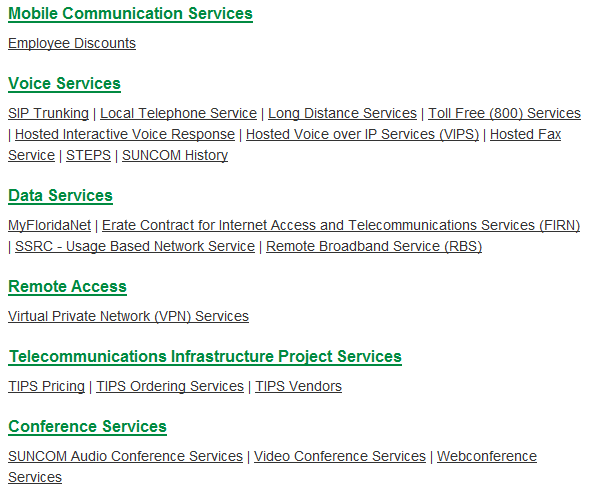 Mobile Communication Services
Employee Discounts
Voice Services
SIP Trunking | Local Telephone Service | Long Distance Services | Toll Free (800) Services
| Hosted Interactive Voice Response | Hosted Voice over IP Services (VIPS) | Hosted Fax
Service | STEPS | SUNCOM History
Data Services
MyFloridaNet | Erate Contract for Internet Access and Telecommunications Services (FIRN)
| SSRC - Usage Based Network Service | Remote Broadband Service (RBS)
Remote Access
Virtual Private Network (VPN) Services
Telecommunications Infrastructure Project Services
TIPS Pricing | TIPS Ordering Services | TIPS Vendors
Conference Services
SUNCOM Audio Conference Services | Video Conference Services | Webconference
Services